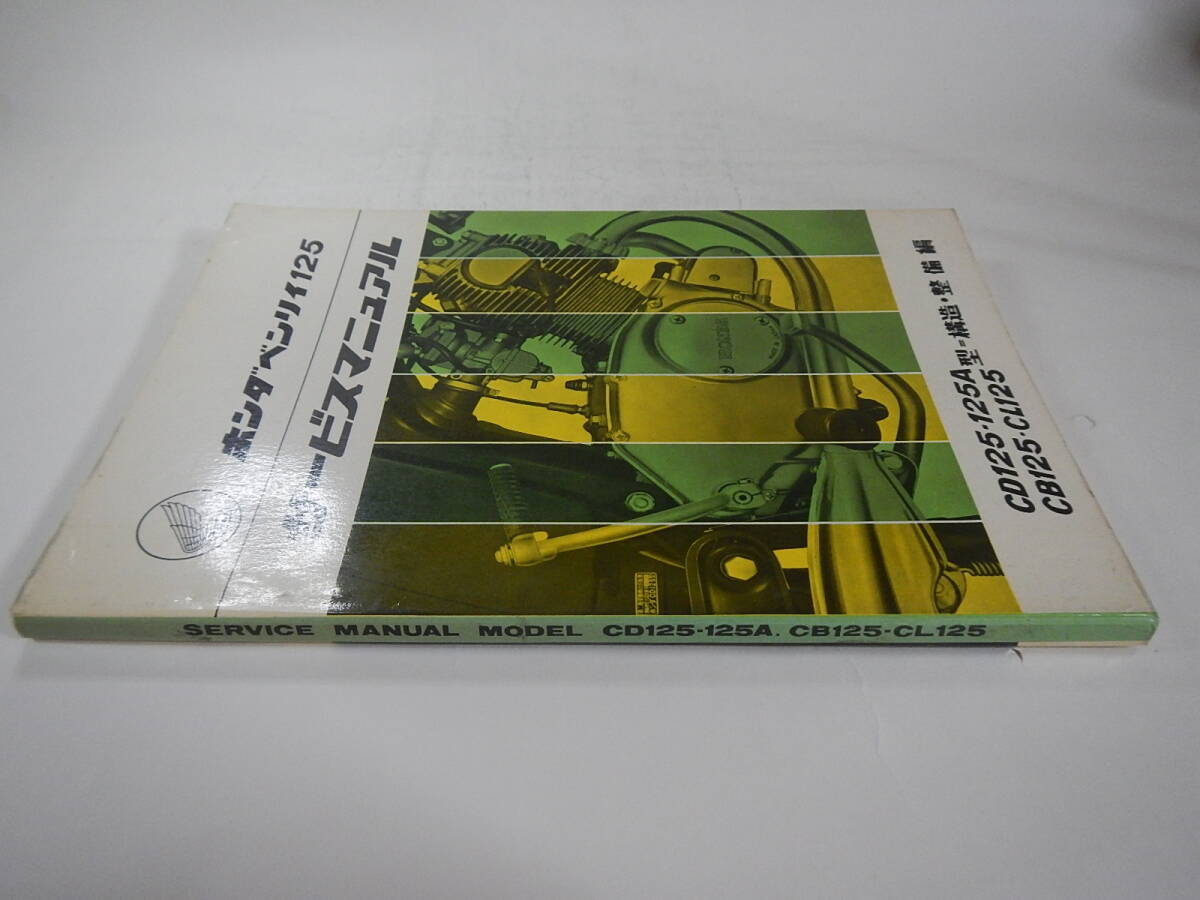 ホンダベンリイ125
サービスマニュアル
CD125・125A型=構造・整備編
CB125・CL125
HONDA
SERVICE MANUAL MODEL CD125-125A. CB125-CL125